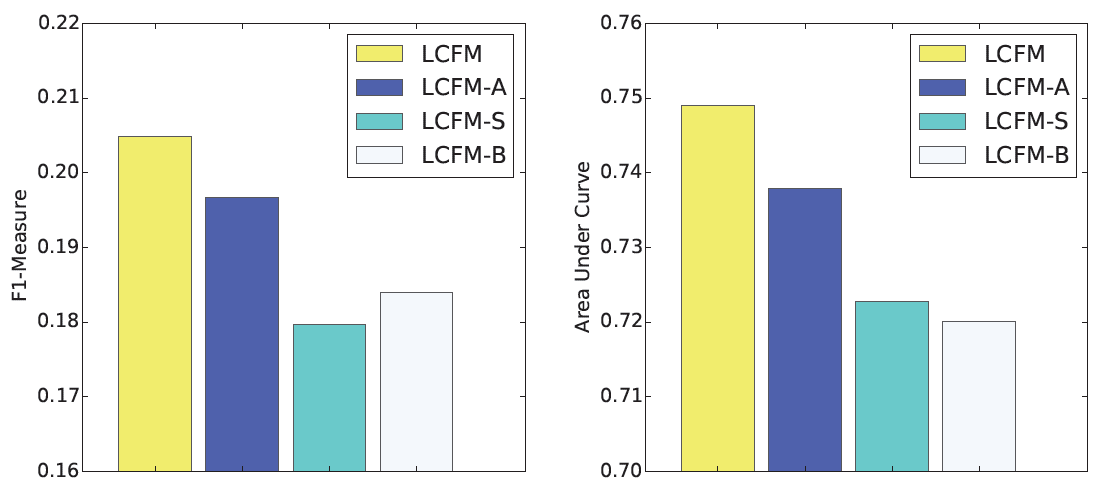 0.22
0.21
0.20
0.19
0.18
0.17
0.16
F1-Measure
LCFM
LCFM-A
LCFM-S
LCFM-B
0.76
0.75
0.74
0.73
0.72
0.71
0.70
Area Under Curve
LCFM
LCFM-A
LCFM-S
LCFM-B